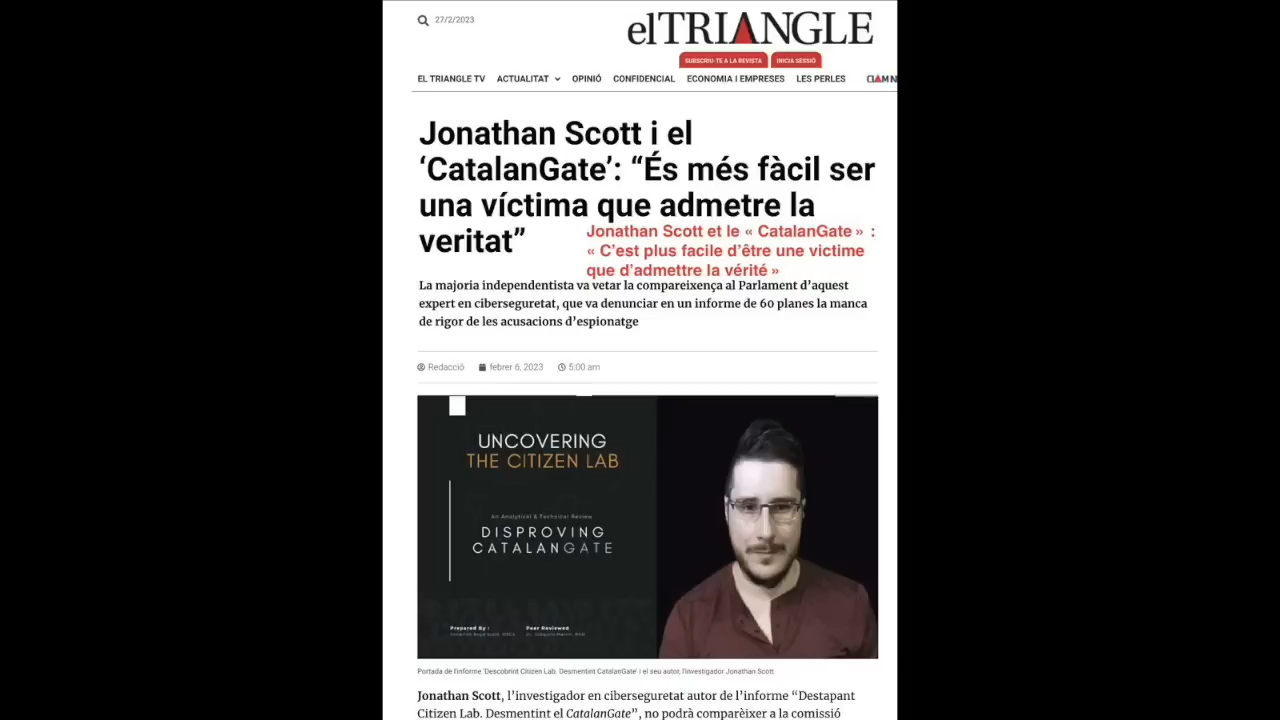 27/2/2023
elTRIANGLE
SUBSCRIU-TE A LA REVISTA INICIA SESSIÓ
EL TRIANGLE TV ACTUALITAT OPINIÓ CONFIDENCIAL ECONOMIA I EMPRESES LES PERLES
Jonathan Scott i el
‘CatalanGate’: “És més fàcil ser
una víctima que admetre la
veritat”
Jonathan Scott et le « CatalanGate » :
« C’est plus facile d’être une victime
que d’admettre la vérité »
La majoria independentista va vetar la compareixença al Parlament d’aquest
expert en ciberseguretat, que va denunciar en un informe de 60 planes la manca
de rigor de les acusacions d’espionatge
Redacció febrer 6, 2023 5:00 am
UNCOVERING
THE CITIZEN LAB
An Analytical & Technical Review
DISPROVING
CATALANGATE
Prepared By : Peer Reviewed
Portada de l'informe 'Descobrint Citizen Lab. Desmentint CatalanGate' i el seu autor, l'investigador Jonathan Scott
Jonathan Scott, l’investigador en ciberseguretat autor de l’informe “Destapant
Citizen Lab. Desmentint el CatalanGate”, no podrà comparèixer a la comissió